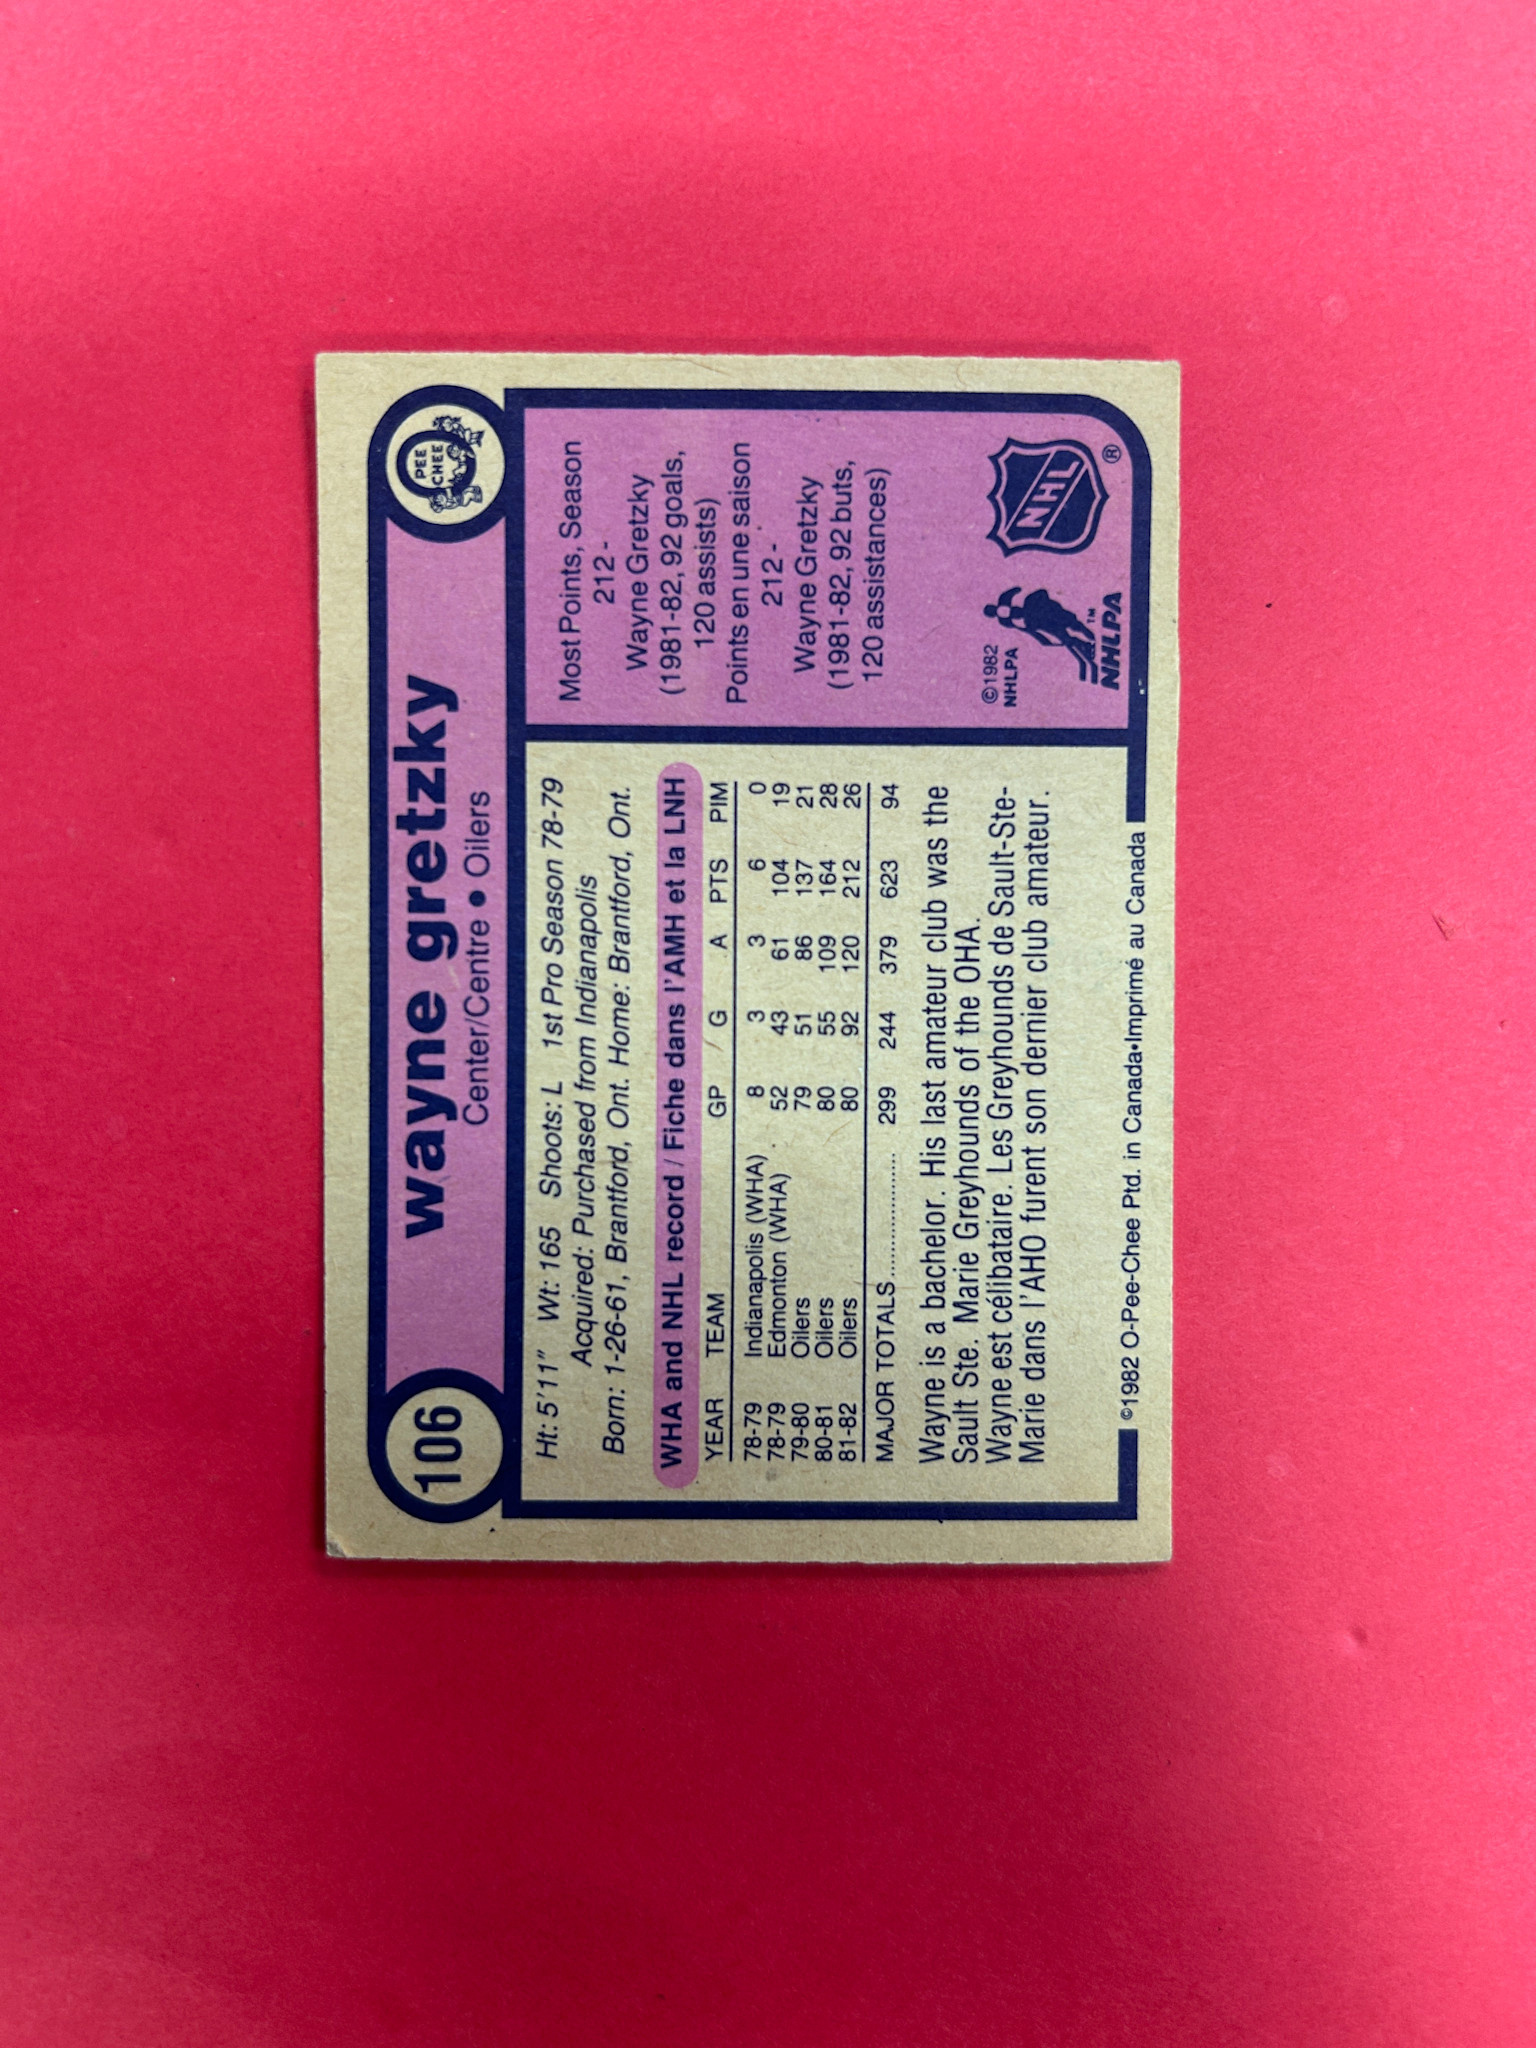 106
wayne gretzky
Center/Centre • Oilers
O
PEE
CHEE
Ht: 5'11" Wt: 165 Shoots: L 1st Pro Season 78-79
Acquired: Purchased from Indianapolis
Born: 1-26-61, Brantford, Ont. Home: Brantford, Ont.
WHA and NHL record / Fiche dans l'AMH et la LNH
YEAR TEAM GP G A PTS PIM
78-79 Indianapolis (WHA) 8 3 3 6 0
78-79 Edmonton (WHA) 52 43 61 104 19
79-80 Oilers 79 51 86 137 21
80-81 Oilers 80 55 109 164 28
81-82 Oilers 80 92 120 212 26
MAJOR TOTALS................ 299 244 379 623 94
Wayne is a bachelor. His last amateur club was the
Sault Ste. Marie Greyhounds of the OHA.
Wayne est célibataire. Les Greyhounds de Sault-Ste-
Marie dans l'AHO furent son dernier club amateur.
©1982 O-Pee-Chee Ptd. in Canada•Imprimé au Canada
Most Points, Season
212 -
Wayne Gretzky
(1981-82, 92 goals,
120 assists)
Points en une saison
212 -
Wayne Gretzky
(1981-82, 92 buts,
120 assistances)
©1982
NHLPA
NHLPA™
NHL®